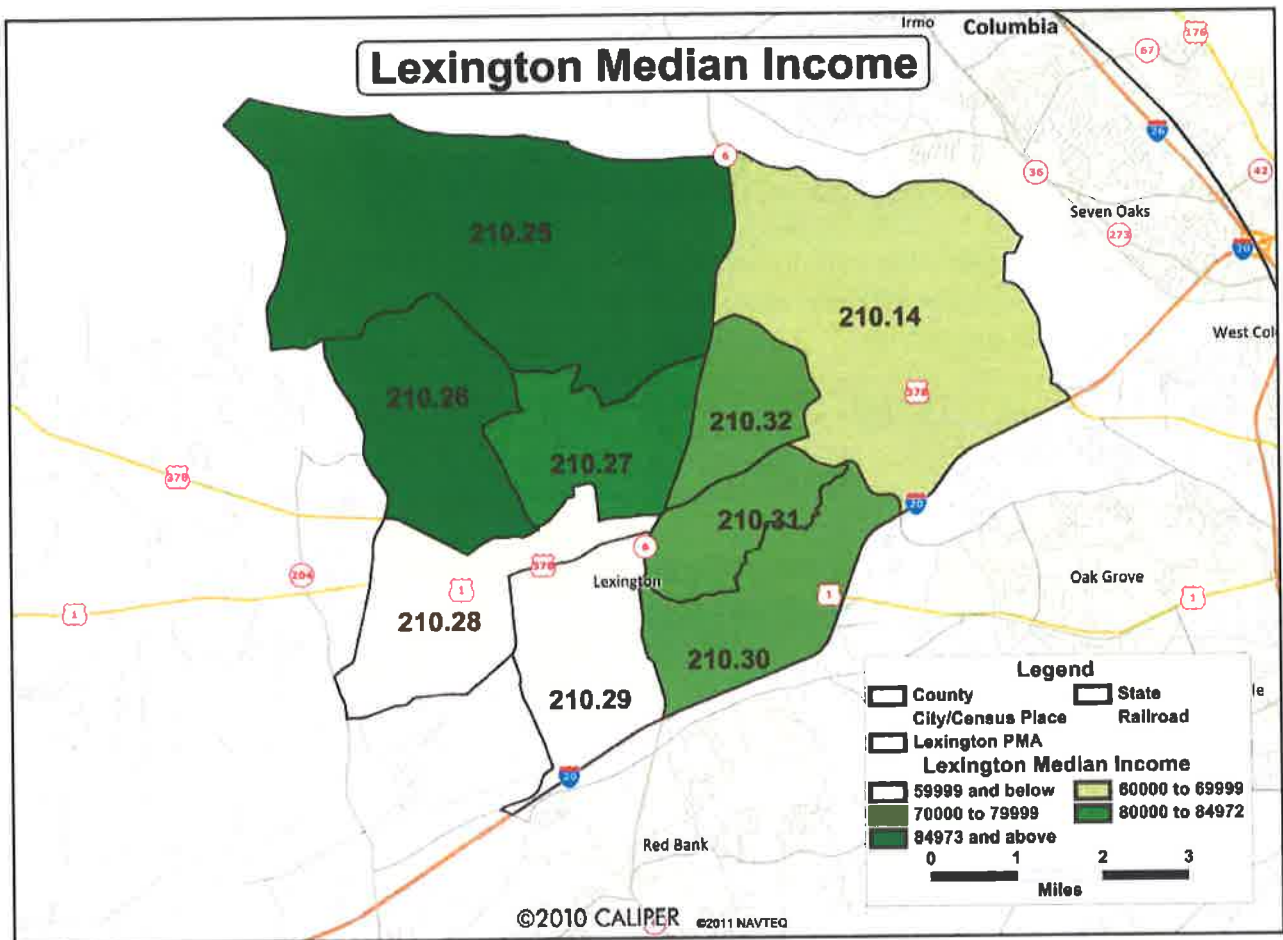 Irmo
Columbia
Lexington Median Income
176
67
26
6
36
42
Seven Oaks
273
20
210.25
210.14
West Col
378
210.26
210.32
210.27
378
20
210.31
6
378
204
Lexington
1
Oak Grove
1
1
1
210.28
210.30
210.29
20
Legend
County
State
City/Census Place
Railroad
Lexington PMA
Lexington Median Income
59999 and below
60000 to 69999
70000 to 79999
80000 to 84972
84973 and above
0 1 2 3
Miles
le
Red Bank
©2010 CALIPER ©2011 NAVTEQ